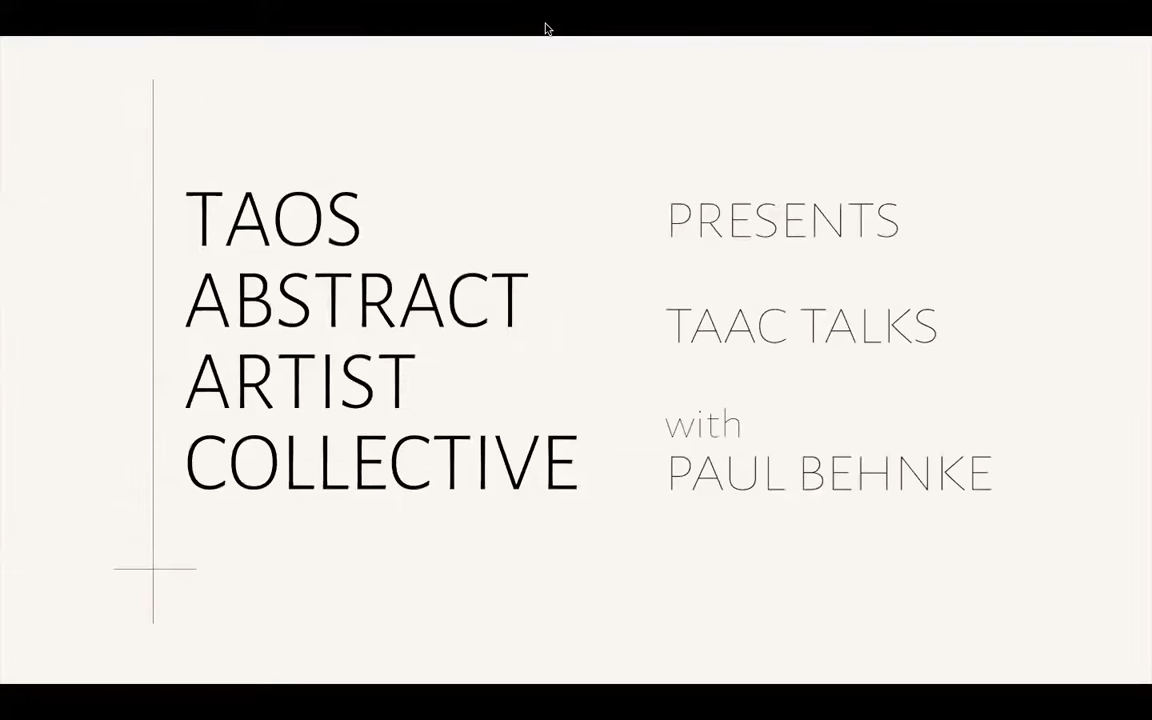 TAOS
ABSTRACT
ARTIST
COLLECTIVE
PRESENTS
TAAC TALKS
with
PAUL BEHNKE